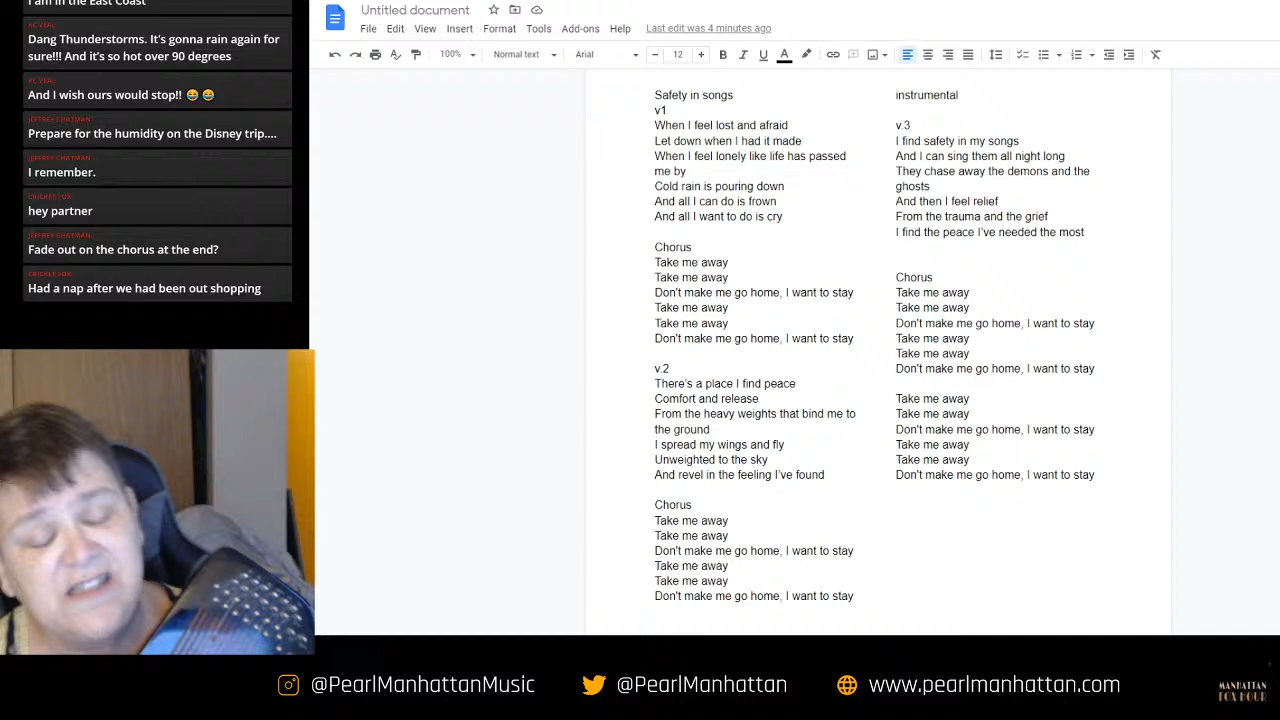 I am in the East Coast
Dang Thunderstorms. It's gonna rain again for
sure!!! And it's so hot over 90 degrees
And I wish ours would stop!! 😄 😄
JEFFREY CHATMAN
Prepare for the humidity on the Disney trip....
JEFFREY CHATMAN
I remember.
CRICKET FOX
hey partner
JEFFREY CHATMAN
Fade out on the chorus at the end?
CRICKET FOX
Had a nap after we had been out shopping
Untitled document
File Edit View Insert Format Tools Add-ons Help Last edit was 4 minutes ago
100% Normal text Arial 12
Safety in songs
v1
When I feel lost and afraid
Let down when I had it made
When I feel lonely like life has passed
me by
Cold rain is pouring down
And all I can do is frown
And all I want to do is cry
Chorus
Take me away
Take me away
Don't make me go home, I want to stay
Take me away
Take me away
Don't make me go home, I want to stay
v.2
There's a place I find peace
Comfort and release
From the heavy weights that bind me to
the ground
I spread my wings and fly
Unweighted to the sky
And revel in the feeling I've found
Chorus
Take me away
Take me away
Don't make me go home, I want to stay
Take me away
Take me away
Don't make me go home, I want to stay
instrumental
v.3
I find safety in my songs
And I can sing them all night long
They chase away the demons and the
ghosts
And then I feel relief
From the trauma and the grief
I find the peace I've needed the most
Chorus
Take me away
Take me away
Don't make me go home, I want to stay
Take me away
Take me away
Don't make me go home, I want to stay
Take me away
Take me away
Don't make me go home, I want to stay
Take me away
Take me away
Don't make me go home, I want to stay
@PearlManhattanMusic @PearlManhattan www.pearlmanhattan.com
MANHATTAN
FOX HOUR